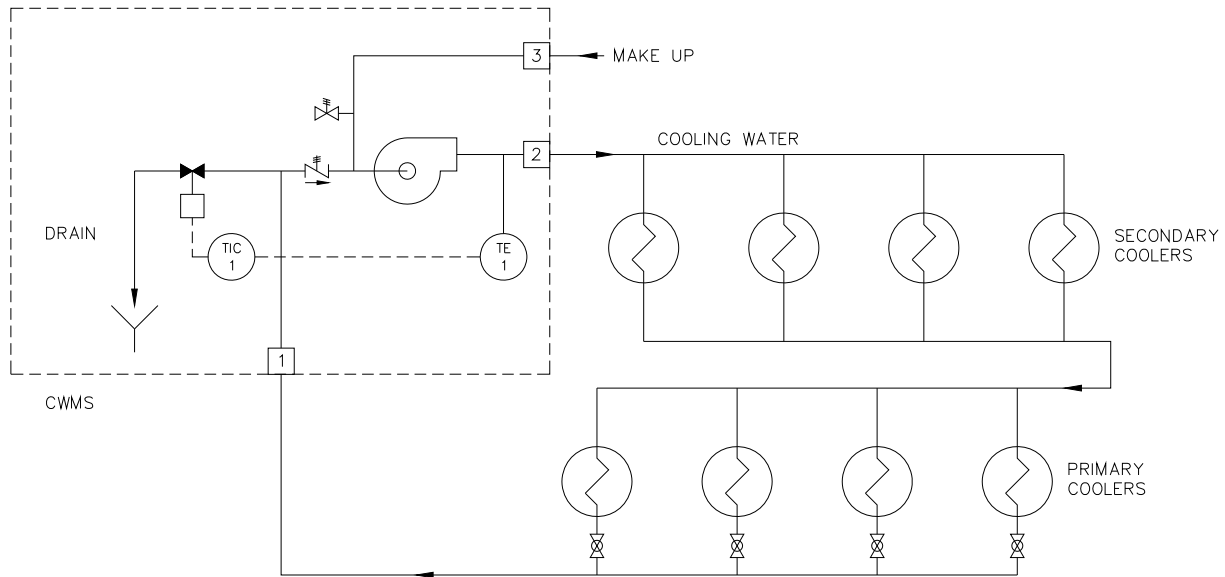 3
MAKE UP
2
COOLING WATER
DRAIN
TIC
1
TE
1
SECONDARY
COOLERS
1
CWMS
PRIMARY
COOLERS